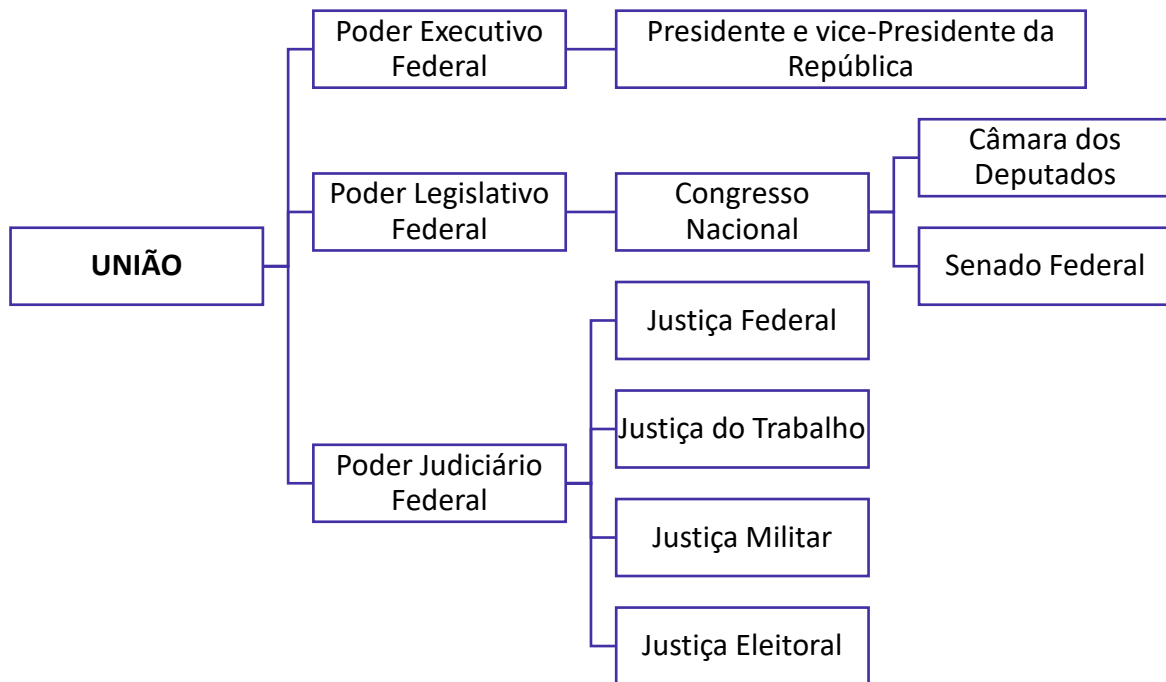 UNIÃO
Poder Executivo
Federal
Presidente e vice-Presidente da
República
Poder Legislativo
Federal
Congresso
Nacional
Câmara dos
Deputados
Senado Federal
Poder Judiciário
Federal
Justiça Federal
Justiça do Trabalho
Justiça Militar
Justiça Eleitoral